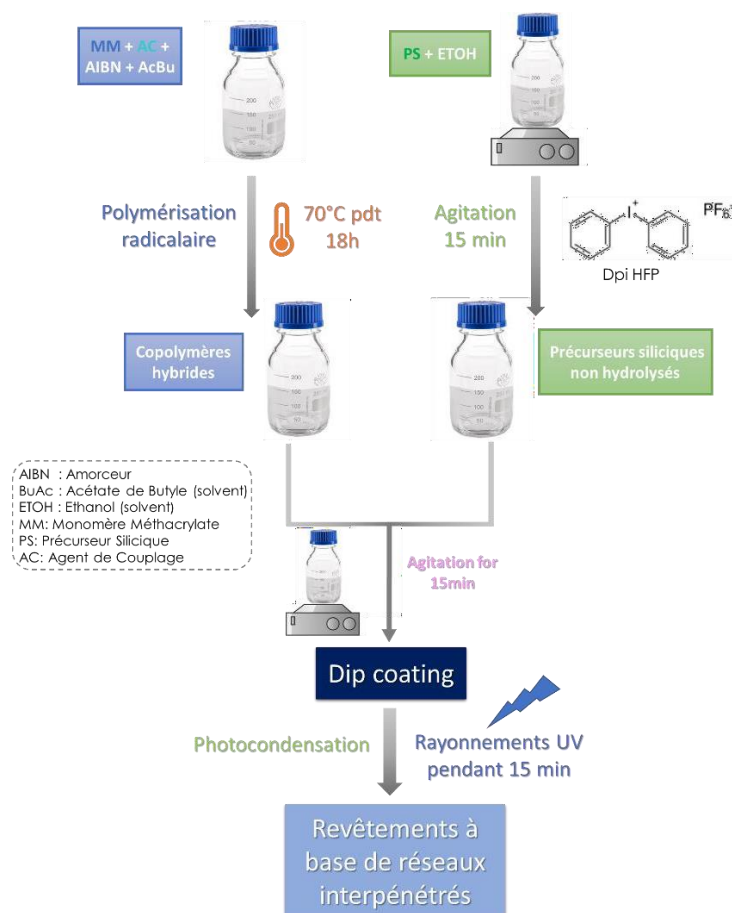 MM + AC +
AIBN + AcBu
PS + ETOH
Polymérisation
radicalaire
70°C pdt
18h
Agitation
15 min
I+
PF6-
Dpi HFP
Copolymères
hybrides
Précurseurs siliciques
non hydrolysés
AIBN : Amorceur
BuAc : Acétate de Butyle (solvent)
ETOH : Ethanol (solvent)
MM: Monomère Méthacrylate
PS: Précurseur Silicique
AC: Agent de Couplage
Agitation for
15min
Dip coating
Photocondensation
Rayonnements UV
pendant 15 min
Revêtements à
base de réseaux
interpénétrés